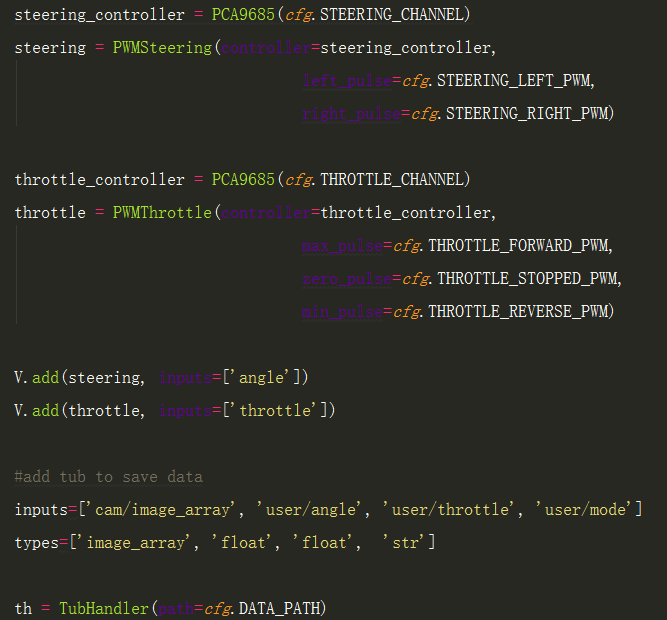 steering_controller = PCA9685(cfg.STEERING_CHANNEL)
steering = PWMSteering(controller=steering_controller,
left_pulse=cfg.STEERING_LEFT_PWM,
right_pulse=cfg.STEERING_RIGHT_PWM)
throttle_controller = PCA9685(cfg.THROTTLE_CHANNEL)
throttle = PWMThrottle(controller=throttle_controller,
max_pulse=cfg.THROTTLE_FORWARD_PWM,
zero_pulse=cfg.THROTTLE_STOPPED_PWM,
min_pulse=cfg.THROTTLE_REVERSE_PWM)
V.add(steering, inputs=['angle'])
V.add(throttle, inputs=['throttle'])
#add tub to save data
inputs=['cam/image_array', 'user/angle', 'user/throttle', 'user/mode']
types=['image_array', 'float', 'float',  'str']
th = TubHandler(path=cfg.DATA_PATH)